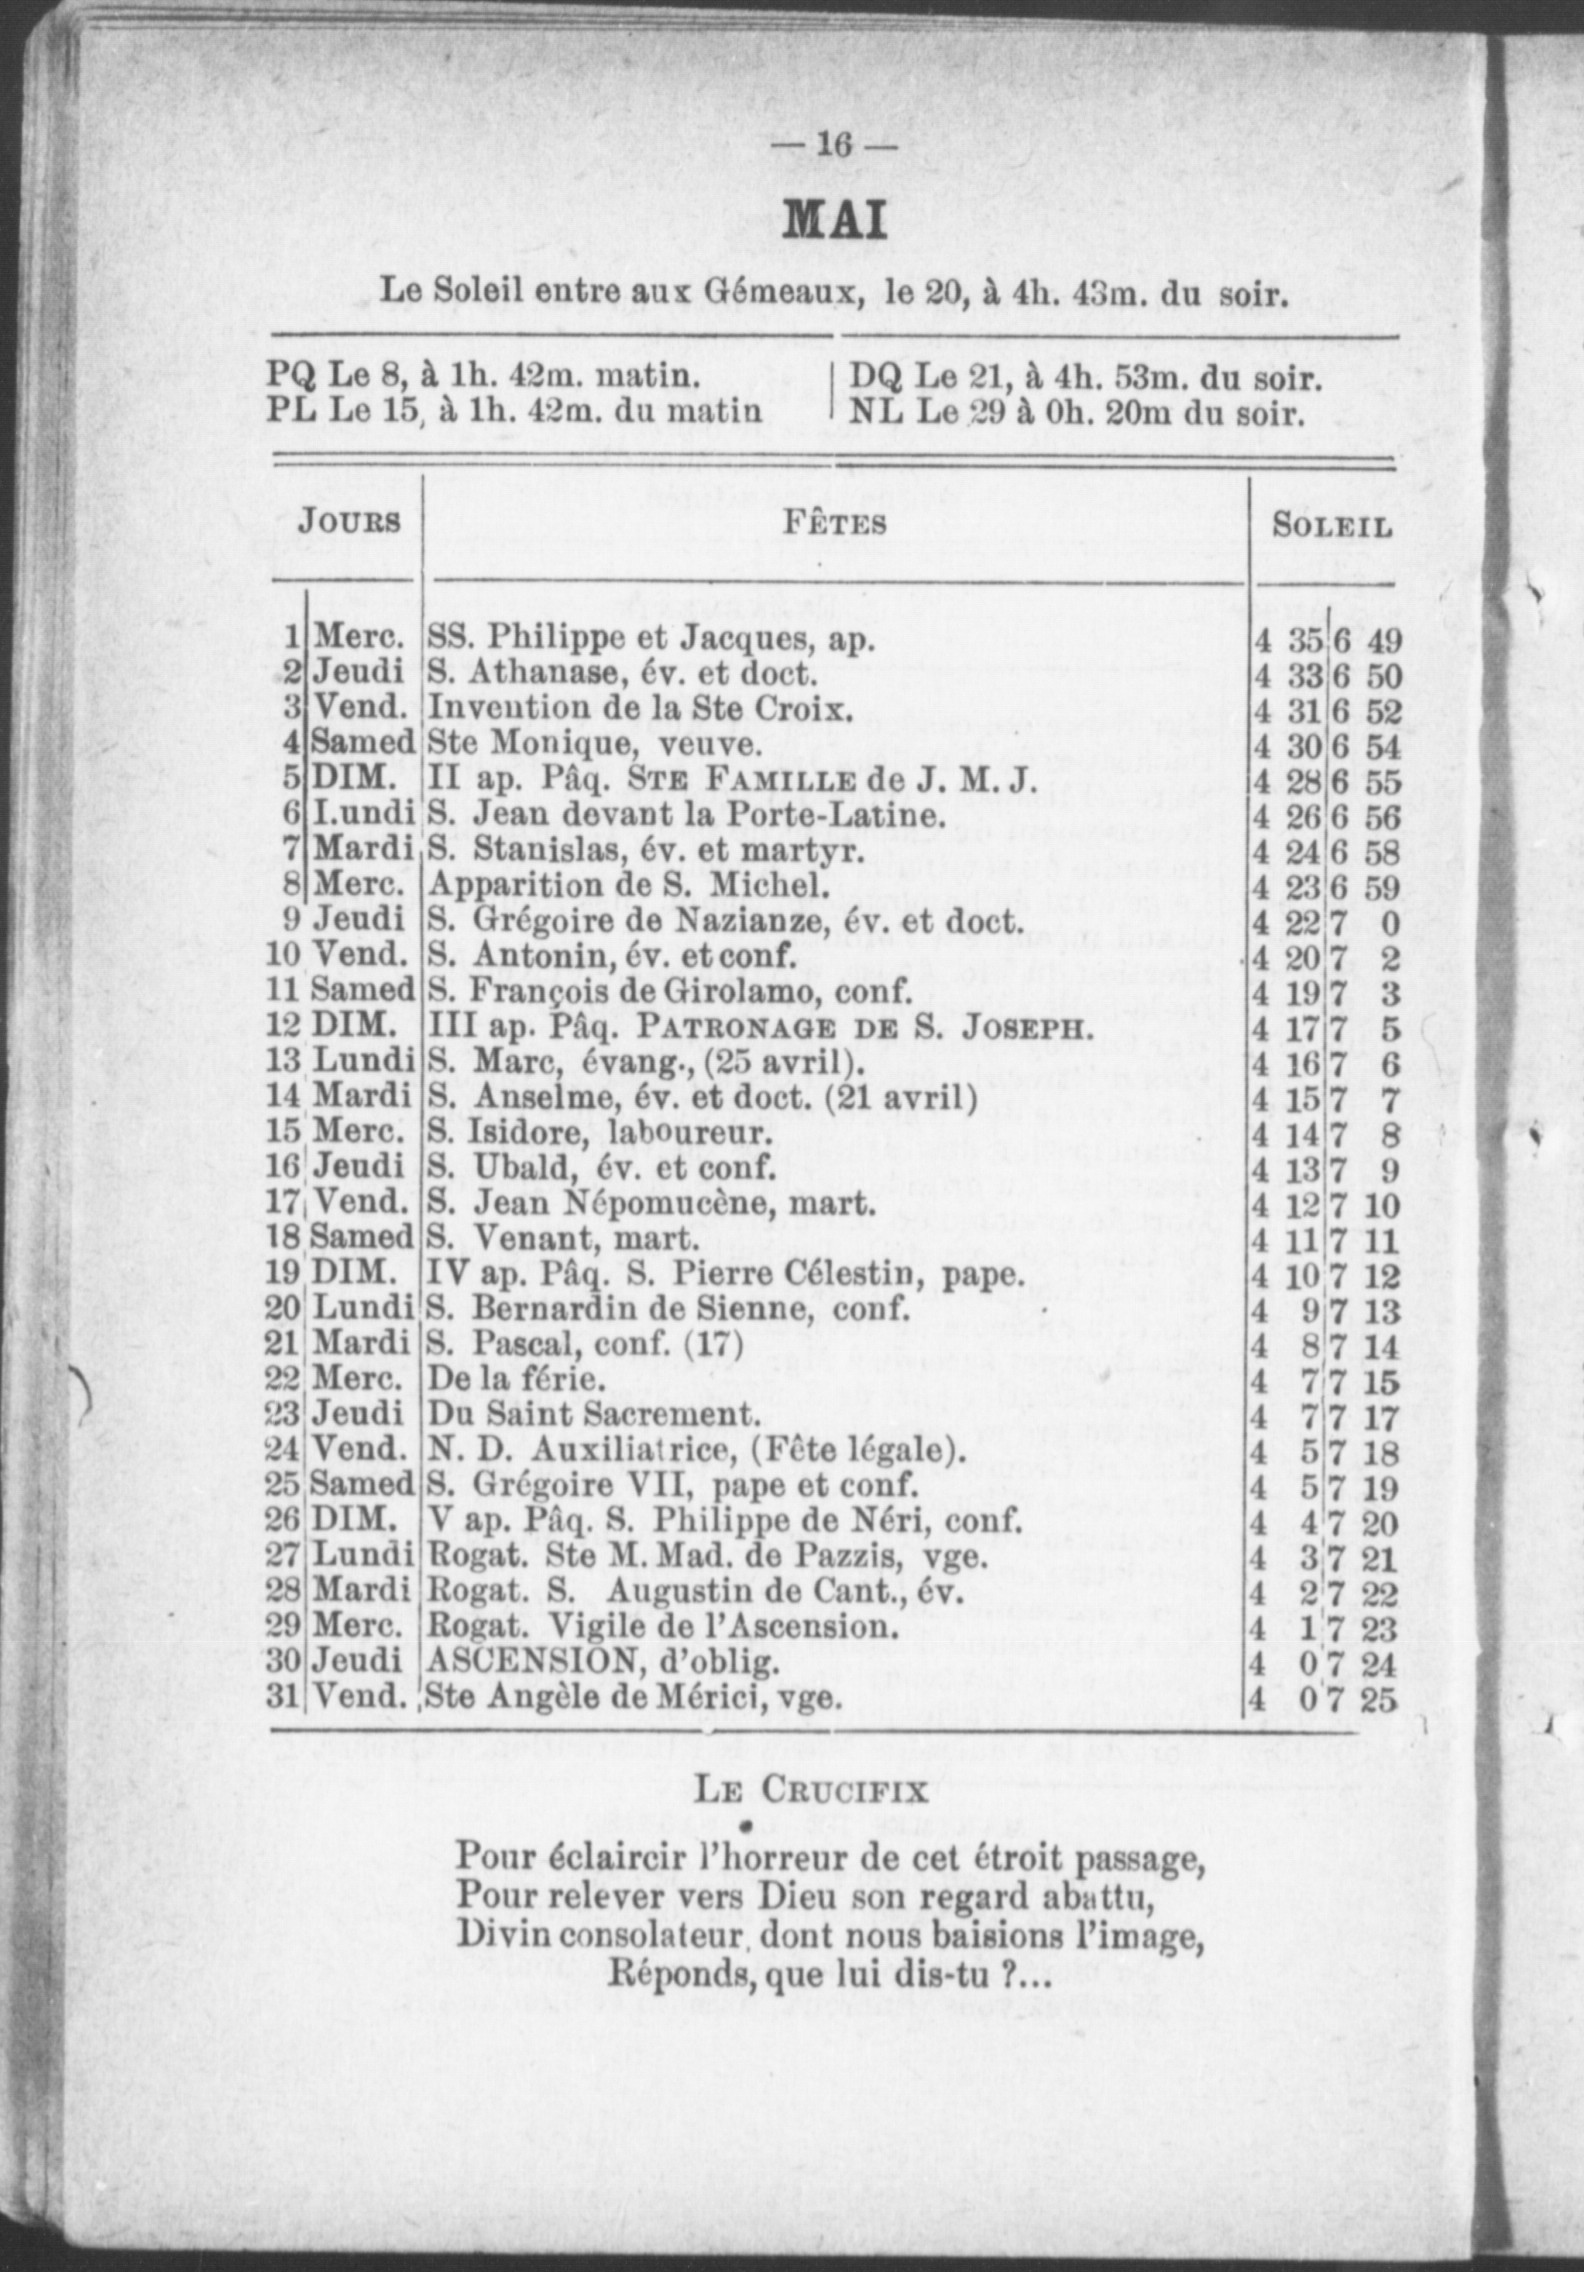 — 16 —
MAI
Le Soleil entre aux Gémeaux, le 20, à 4h. 43m. du soir.
PQ Le 8, à 1h. 42m. matin.
PL Le 15, à 1h. 42m. du matin
DQ Le 21, à 4h. 53m. du soir.
NL Le 29 à 0h. 20m du soir.
JOURS FÊTES SOLEIL
1 Merc. SS. Philippe et Jacques, ap. 4 35 6 49
2 Jeudi S. Athanase, év. et doct. 4 33 6 50
3 Vend. Invention de la Ste Croix. 4 31 6 52
4 Samed Ste Monique, veuve. 4 30 6 54
5 DIM. II ap. Pâq. STE FAMILLE de J. M. J. 4 28 6 55
6 Lundi S. Jean devant la Porte-Latine. 4 26 6 56
7 Mardi S. Stanislas, év. et martyr. 4 24 6 58
8 Merc. Apparition de S. Michel. 4 23 6 59
9 Jeudi S. Grégoire de Nazianze, év. et doct. 4 22 7 0
10 Vend. S. Antonin, év. et conf. 4 20 7 2
11 Samed S. François de Girolamo, conf. 4 19 7 3
12 DIM. III ap. Pâq. PATRONAGE DE S. JOSEPH. 4 17 7 5
13 Lundi S. Marc, évang., (25 avril). 4 16 7 6
14 Mardi S. Anselme, év. et doct. (21 avril) 4 15 7 7
15 Merc. S. Isidore, laboureur. 4 14 7 8
16 Jeudi S. Ubald, év. et conf. 4 13 7 9
17 Vend. S. Jean Népomucène, mart. 4 12 7 10
18 Samed S. Venant, mart. 4 11 7 11
19 DIM. IV ap. Pâq. S. Pierre Célestin, pape. 4 10 7 12
20 Lundi S. Bernardin de Sienne, conf. 4 9 7 13
21 Mardi S. Pascal, conf. (17) 4 8 7 14
22 Merc. De la férie. 4 7 7 15
23 Jeudi Du Saint Sacrement. 4 7 7 17
24 Vend. N. D. Auxiliatrice, (Fête légale). 4 5 7 18
25 Samed S. Grégoire VII, pape et conf. 4 5 7 19
26 DIM. V ap. Pâq. S. Philippe de Néri, conf. 4 4 7 20
27 Lundi Rogat. Ste M. Mad. de Pazzis, vge. 4 3 7 21
28 Mardi Rogat. S. Augustin de Cant., év. 4 2 7 22
29 Merc. Rogat. Vigile de l'Ascension. 4 1 7 23
30 Jeudi ASCENSION, d'oblig. 4 0 7 24
31 Vend. Ste Angèle de Mérici, vge. 4 0 7 25
LE CRUCIFIX
Pour éclaircir l'horreur de cet étroit passage,
Pour relever vers Dieu son regard abattu,
Divin consolateur, dont nous baisions l'image,
Réponds, que lui dis-tu ?...